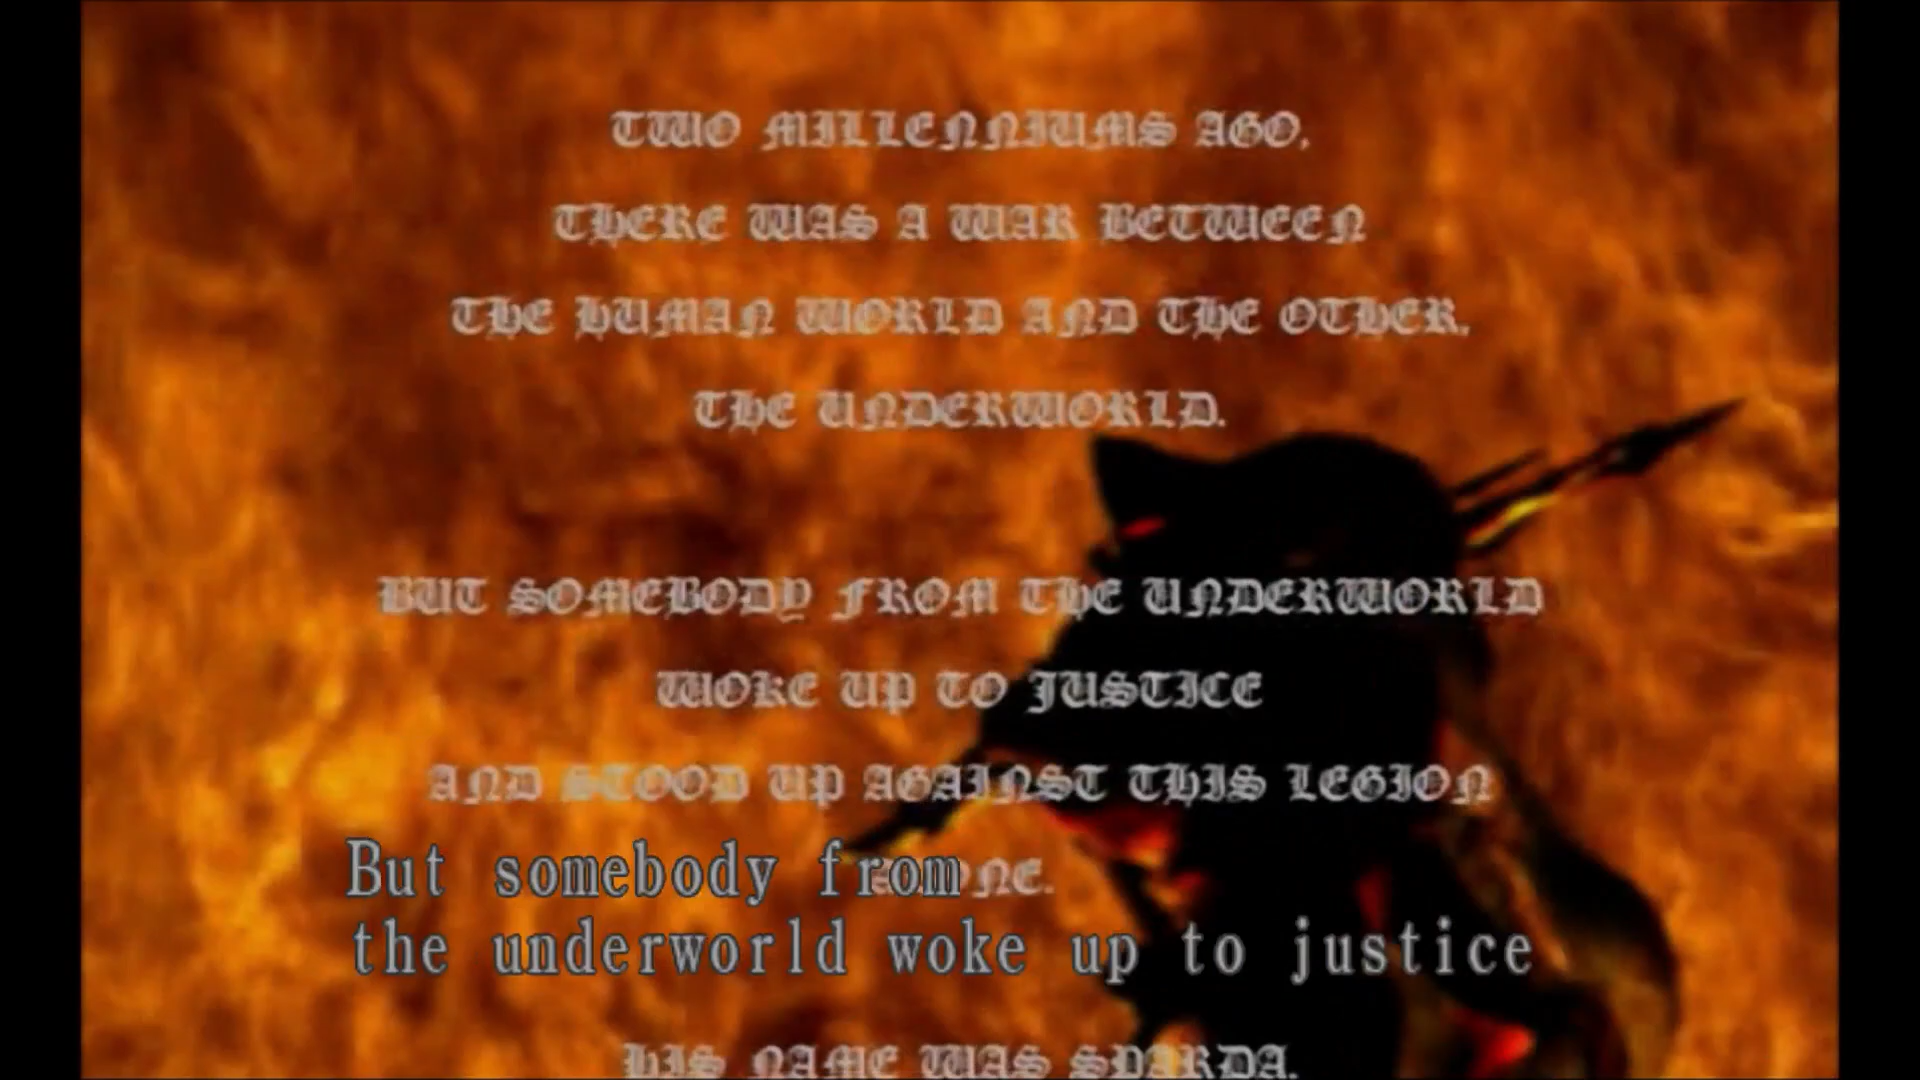 TWO MILLENNIUMS AGO,
THERE WAS A WAR BETWEEN
THE HUMAN WORLD AND THE OTHER,
THE UNDERWORLD.
BUT SOMEBODY FROM THE UNDERWORLD
WOKE UP TO JUSTICE
AND STOOD UP AGAINST THIS LEGION
But somebody from
the underworld woke up to justice
HIS NAME WAS SPARDA.